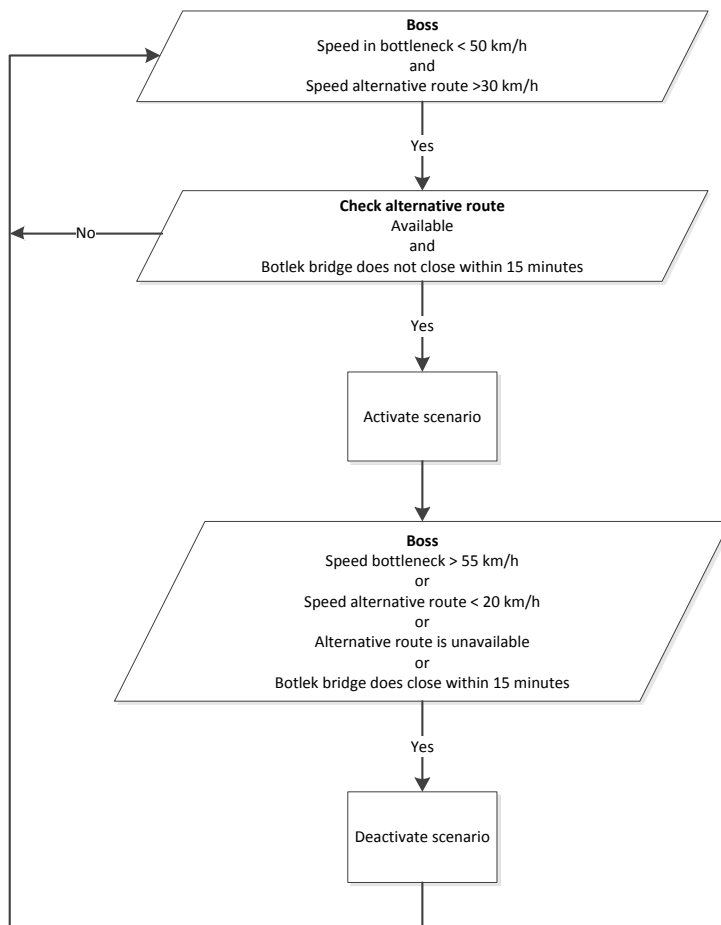 Boss
Speed in bottleneck < 50 km/h
and
Speed alternative route >30 km/h
Yes
Check alternative route
Available
and
Botlek bridge does not close within 15 minutes
No
Yes
Activate scenario
Boss
Speed bottleneck > 55 km/h
or
Speed alternative route < 20 km/h
or
Alternative route is unavailable
or
Botlek bridge does close within 15 minutes
Yes
Deactivate scenario